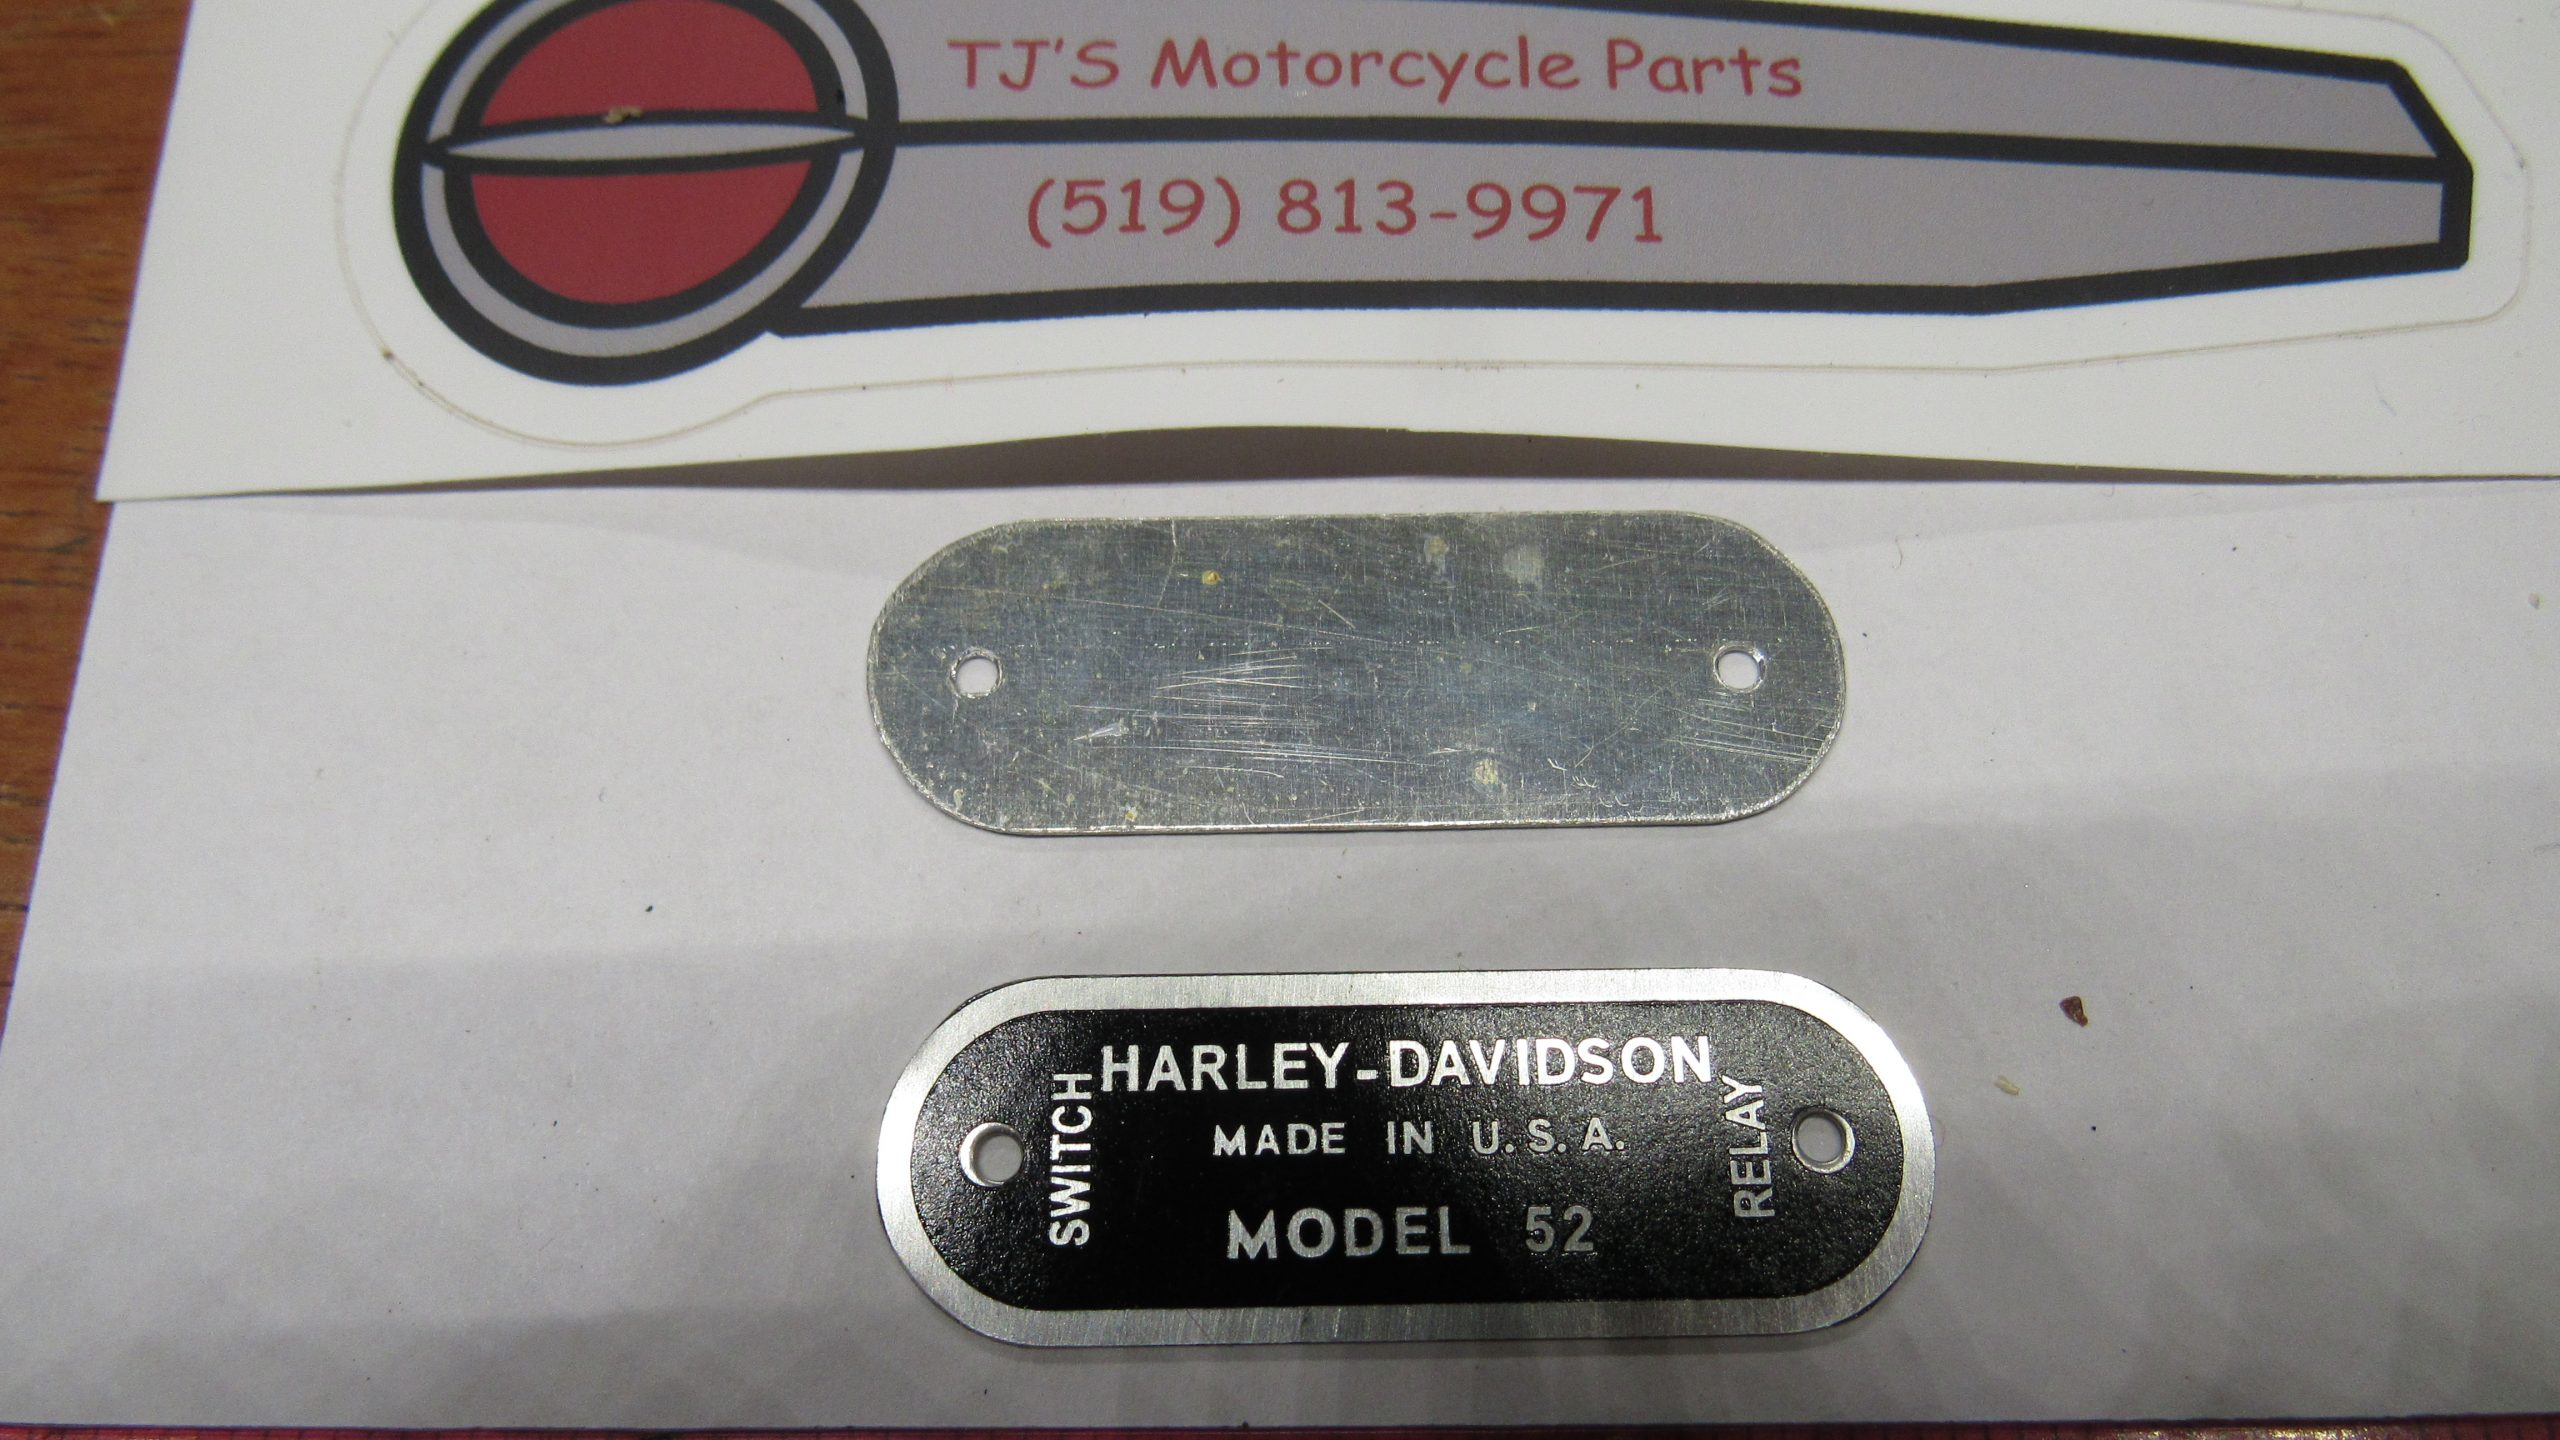 TJ'S Motorcycle Parts
(519) 813-9971
SWITCH
HARLEY-DAVIDSON
MADE IN U.S.A.
MODEL 52
RELAY